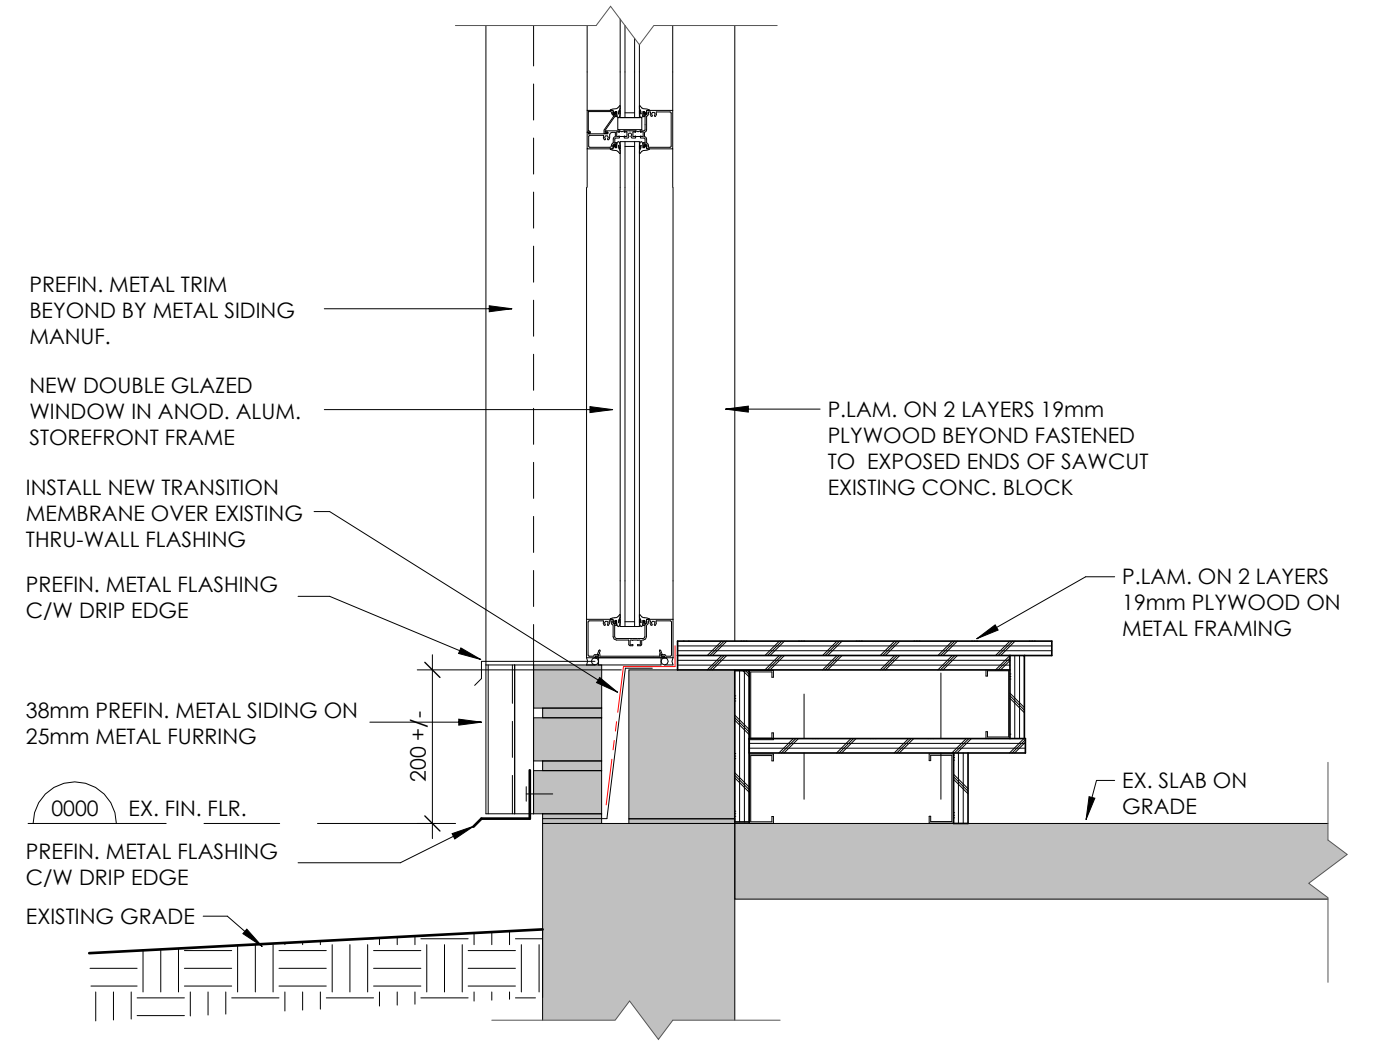 PREFIN. METAL TRIM
BEYOND BY METAL SIDING
MANUF.
NEW DOUBLE GLAZED
WINDOW IN ANOD. ALUM.
STOREFRONT FRAME
INSTALL NEW TRANSITION
MEMBRANE OVER EXISTING
THRU-WALL FLASHING
PREFIN. METAL FLASHING
C/W DRIP EDGE
38mm PREFIN. METAL SIDING ON
25mm METAL FURRING
200 +/-
0000 EX. FIN. FLR.
PREFIN. METAL FLASHING
C/W DRIP EDGE
EXISTING GRADE
P.LAM. ON 2 LAYERS 19mm
PLYWOOD BEYOND FASTENED
TO EXPOSED ENDS OF SAWCUT
EXISTING CONC. BLOCK
P.LAM. ON 2 LAYERS
19mm PLYWOOD ON
METAL FRAMING
EX. SLAB ON
GRADE